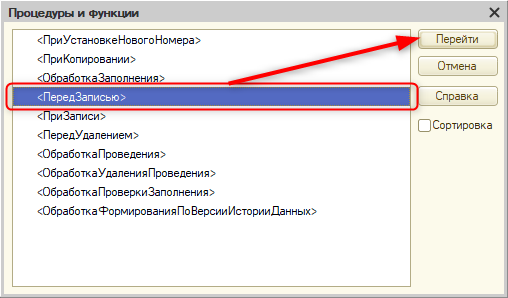 Процедуры и функции
<ПриУстановкеНовогоНомера>
<ПриКопировании>
<ОбработкаЗаполнения>
<ПередЗаписью>
<ПриЗаписи>
<ПередУдалением>
<ОбработкаПроведения>
<ОбработкаУдаленияПроведения>
<ОбработкаПроверкиЗаполнения>
<ОбработкаФормированияПоВерсииИсторииДанных>
Перейти
Отмена
Справка
Сортировка